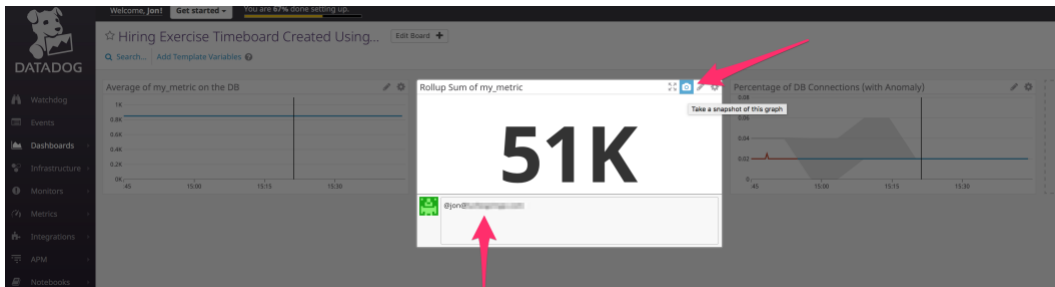 Welcome, Jon!
Get started
You are 67% done setting up.
DATADOG
Hiring Exercise Timeboard Created Using...
Edit Board
Search...
Add Template Variables
Watchdog
Events
Dashboards
Infrastructure
Monitors
Metrics
Integrations
APM
Notebooks
Average of my_metric on the DB
1K
0.8K
0.6K
0.4K
0.2K
0K
:45
15:00
15:15
15:30
Rollup Sum of my_metric
Take a snapshot of this graph
51K
@jon@
Percentage of DB Connections (with Anomaly)
0.08
0.06
0.04
0.02
0
:45
15:00
15:15
15:30